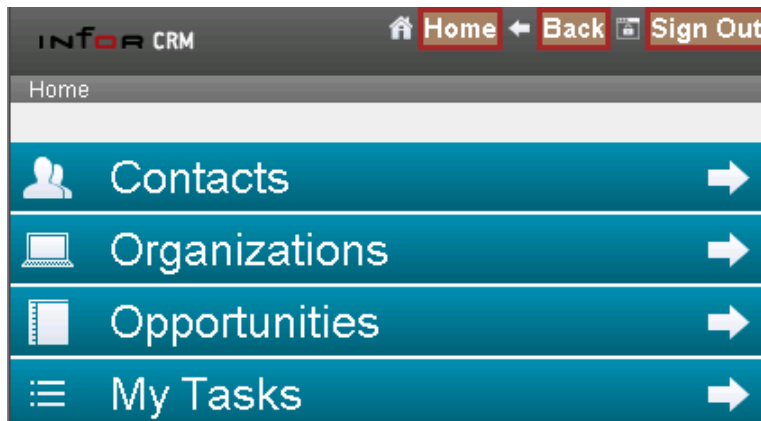 infor CRM Home Back Sign Out
Home
Contacts
Organizations
Opportunities
My Tasks